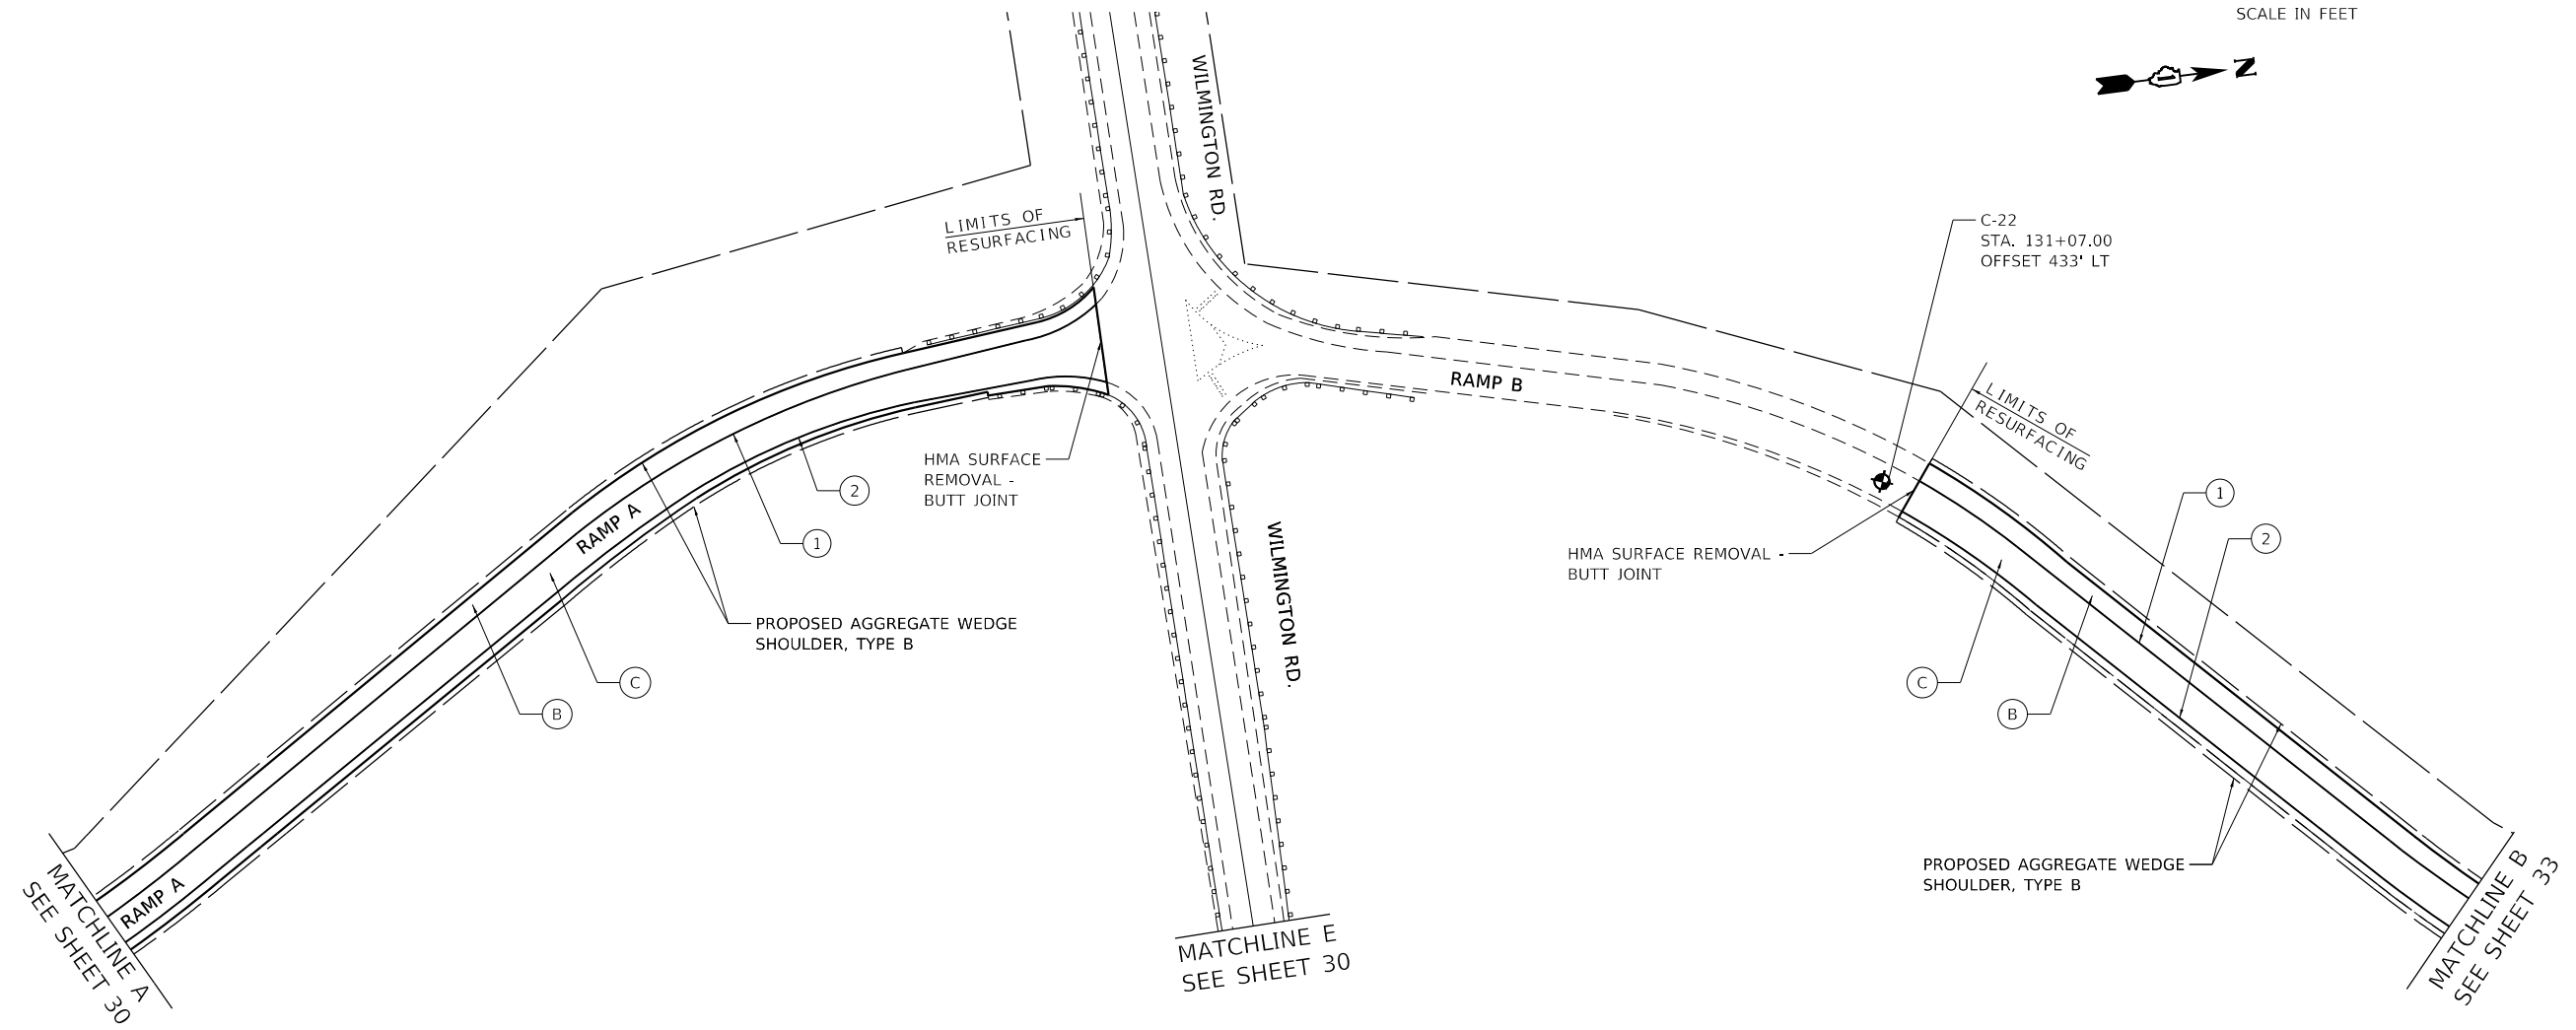 SCALE IN FEET
N
WILMINGTON RD.
LIMITS OF
RESURFACING
C-22
STA. 131+07.00
OFFSET 433' LT
RAMP B
LIMITS OF
RESURFACING
HMA SURFACE
REMOVAL -
BUTT JOINT
2
1
1
2
RAMP A
WILMINGTON RD.
HMA SURFACE REMOVAL -
BUTT JOINT
PROPOSED AGGREGATE WEDGE
SHOULDER, TYPE B
C
B
C
B
PROPOSED AGGREGATE WEDGE
SHOULDER, TYPE B
RAMP A
MATCHLINE A
SEE SHEET 30
MATCHLINE E
SEE SHEET 30
MATCHLINE B
SEE SHEET 33